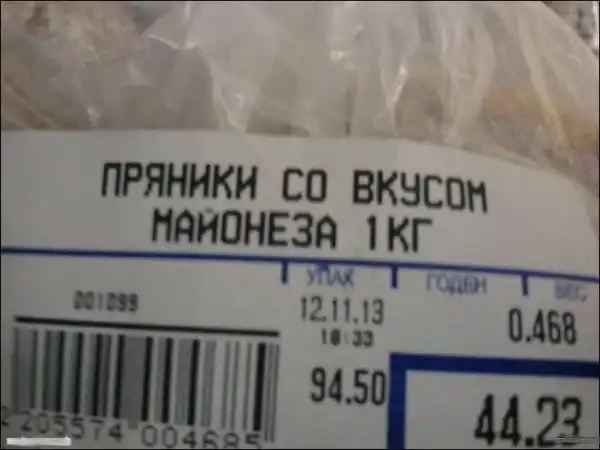 ПРЯНИКИ СО ВКУСОМ
МАЙОНЕЗА 1КГ
УПАК ГОДЕН ВЕС
001099 12.11.13 0.468
18:33
94.50 44.23
2 205574 004685